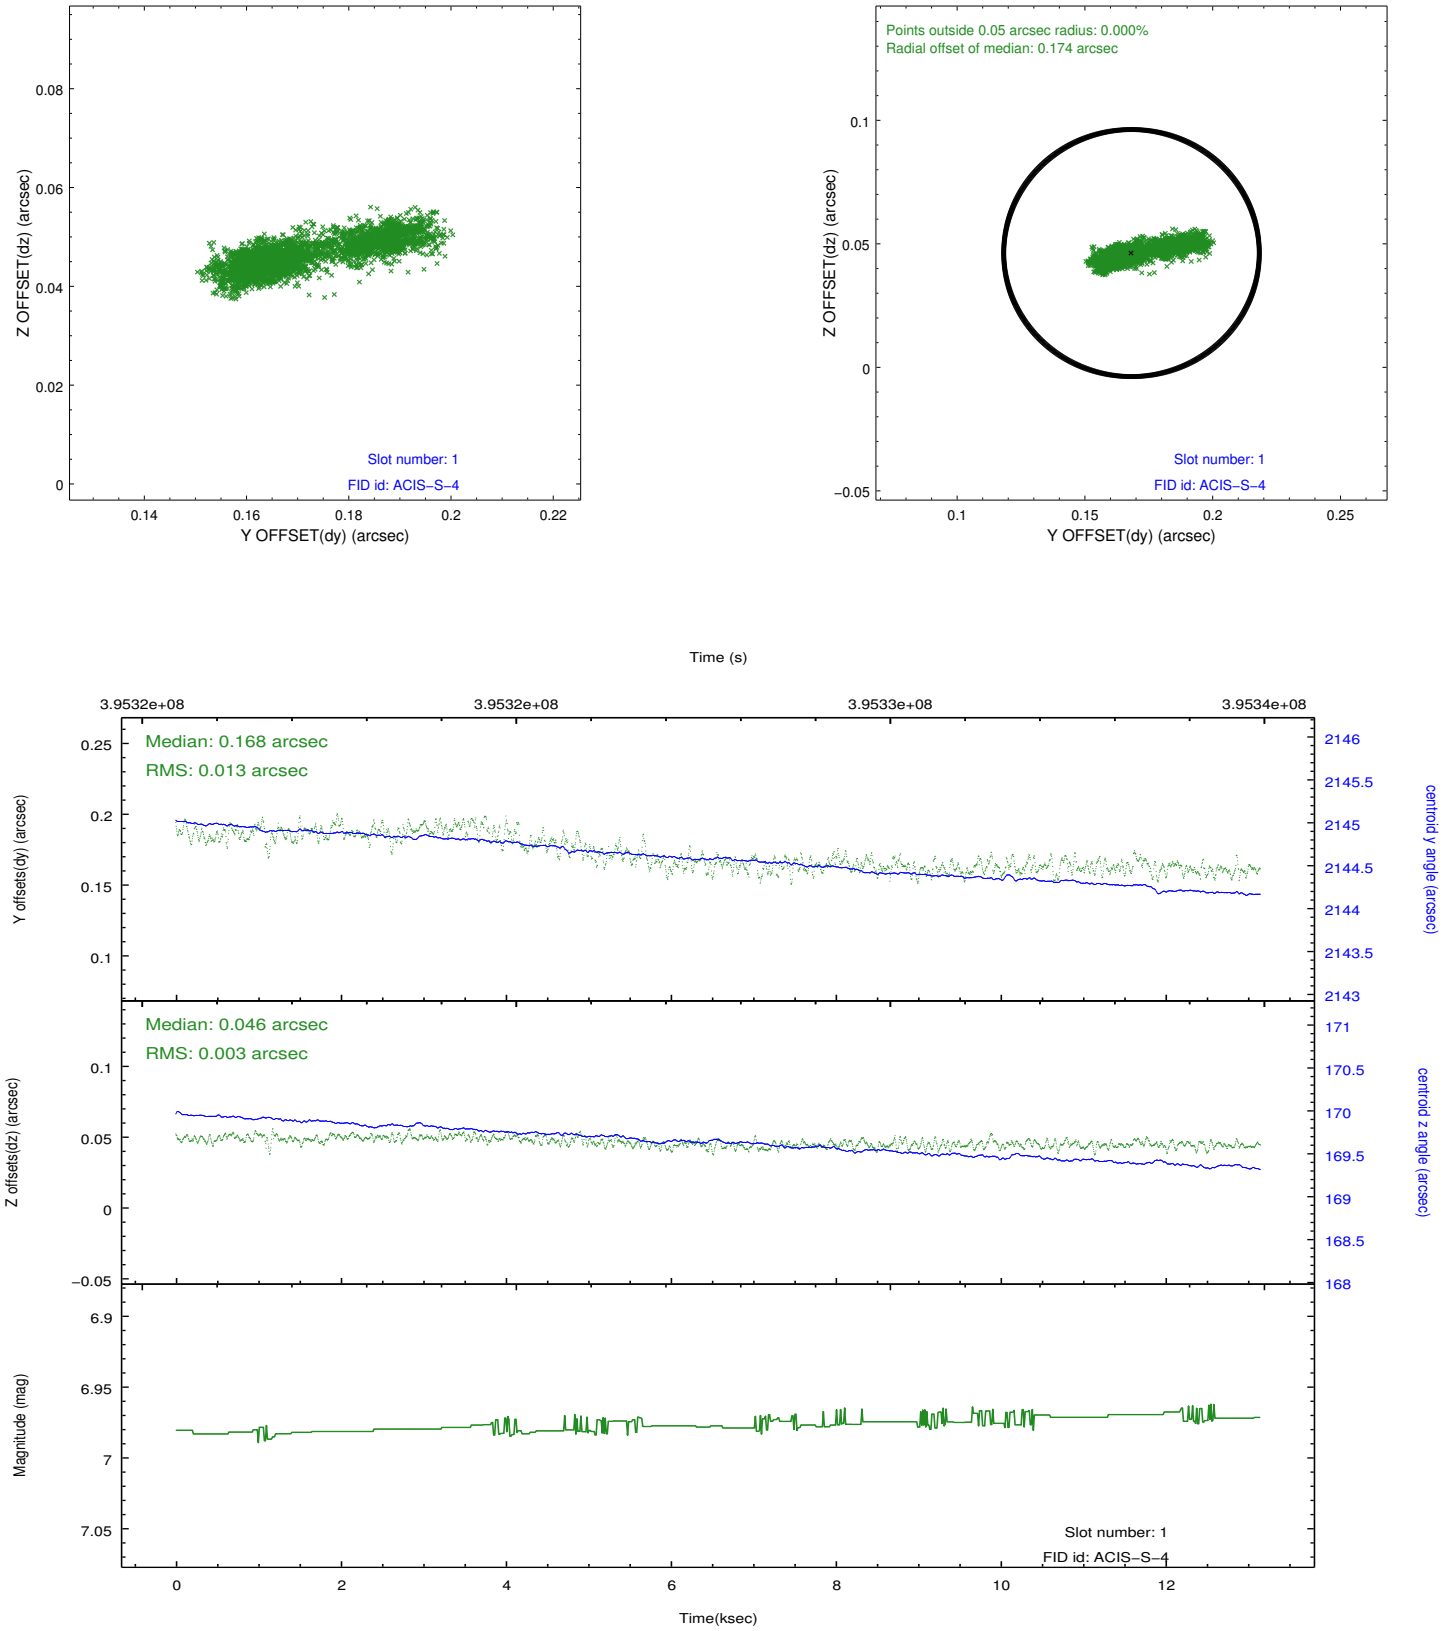 0.08
0.06
0.04
0.02
0
Z OFFSET(dz) (arcsec)
Slot number: 1
FID id: ACIS−S−4
0.14 0.16 0.18 0.2 0.22
Y OFFSET(dy) (arcsec)
Points outside 0.05 arcsec radius: 0.000%
Radial offset of median: 0.174 arcsec
0.1
0.05
0
−0.05
Z OFFSET(dz) (arcsec)
Slot number: 1
FID id: ACIS−S−4
0.1 0.15 0.2 0.25
Y OFFSET(dy) (arcsec)
Time (s)
3.9532e+08 3.9532e+08 3.9533e+08 3.9534e+08
Median: 0.168 arcsec
RMS: 0.013 arcsec
0.25
0.2
0.15
0.1
Y offsets(dy) (arcsec)
2146
2145.5
2145
2144.5
2144
2143.5
2143
centroid y angle (arcsec)
Median: 0.046 arcsec
RMS: 0.003 arcsec
0.1
0.05
0
−0.05
Z offsets(dz) (arcsec)
171
170.5
170
169.5
169
168.5
168
centroid z angle (arcsec)
6.9
6.95
7
7.05
Magnitude (mag)
Slot number: 1
FID id: ACIS−S−4
0 2 4 6 8 10 12
Time(ksec)